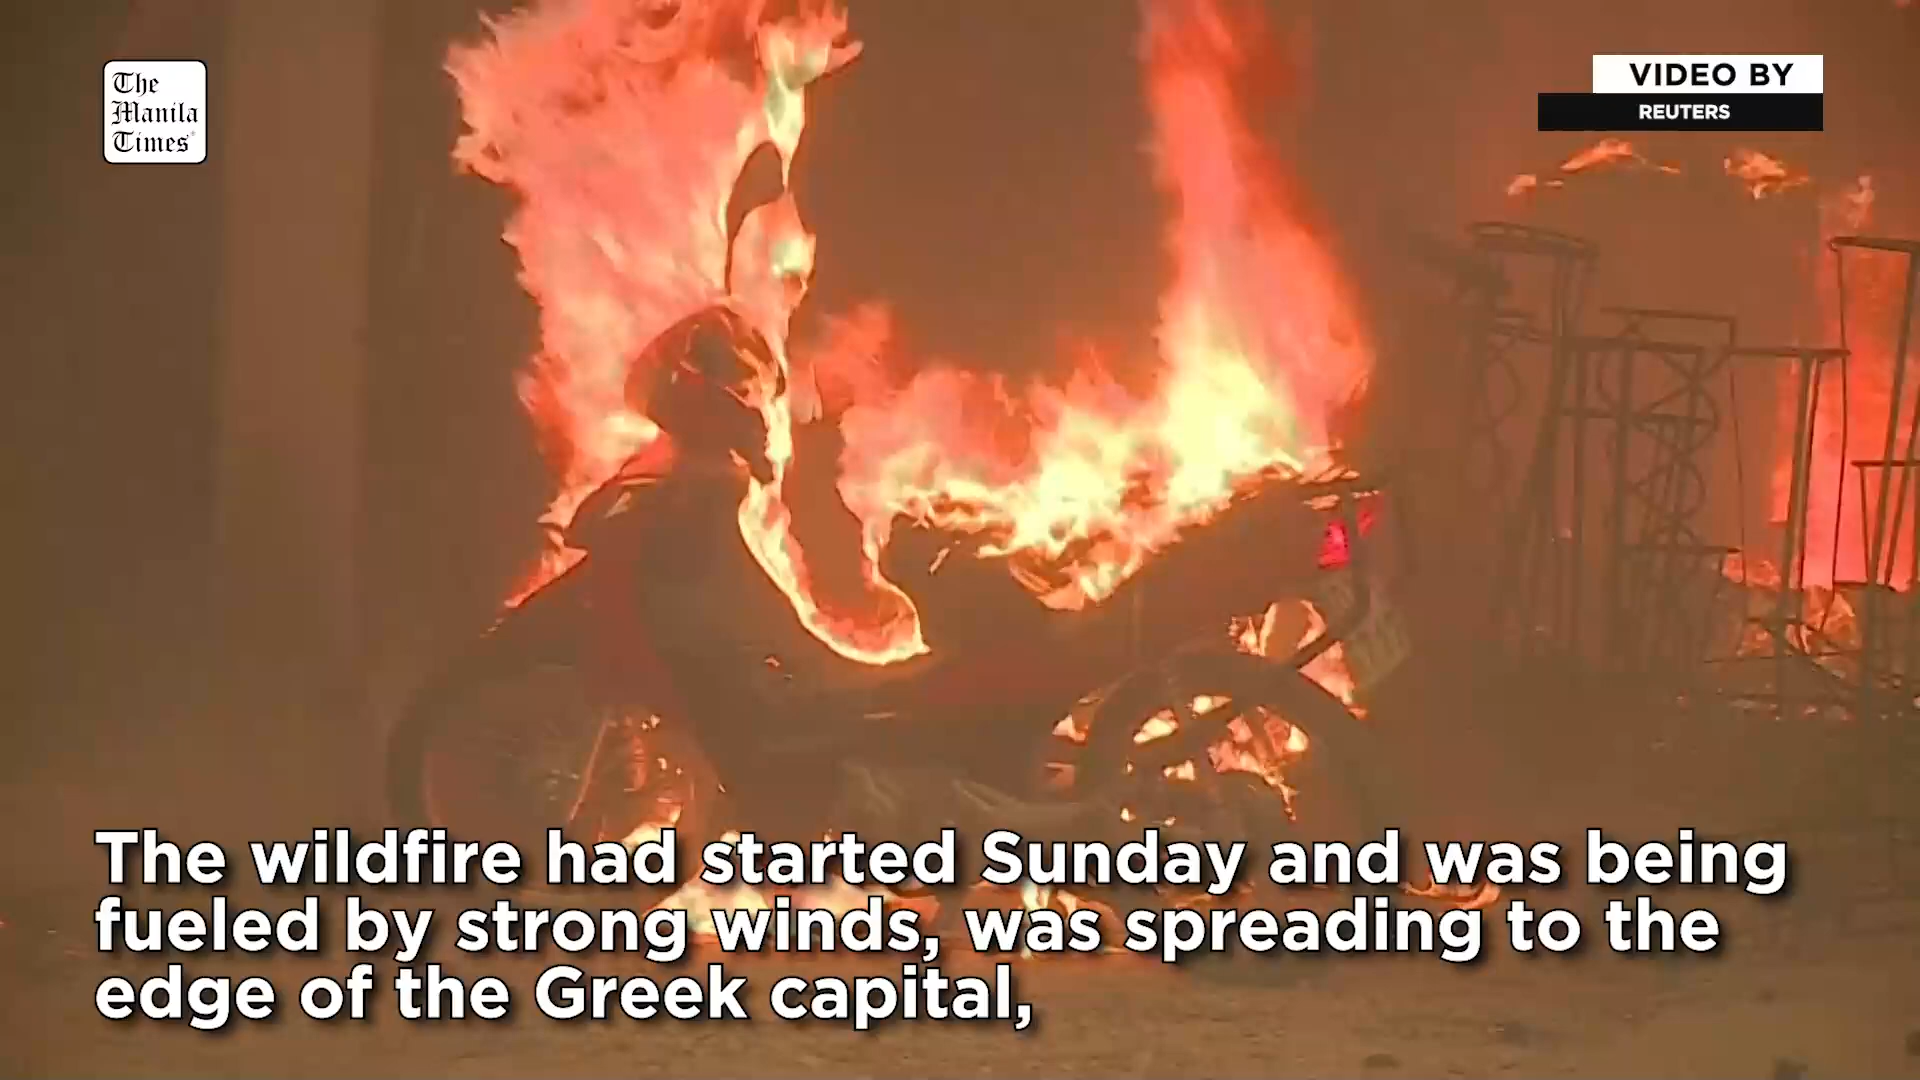 The
Manila
Times
VIDEO BY
REUTERS
The wildfire had started Sunday and was being
fueled by strong winds, was spreading to the
edge of the Greek capital,